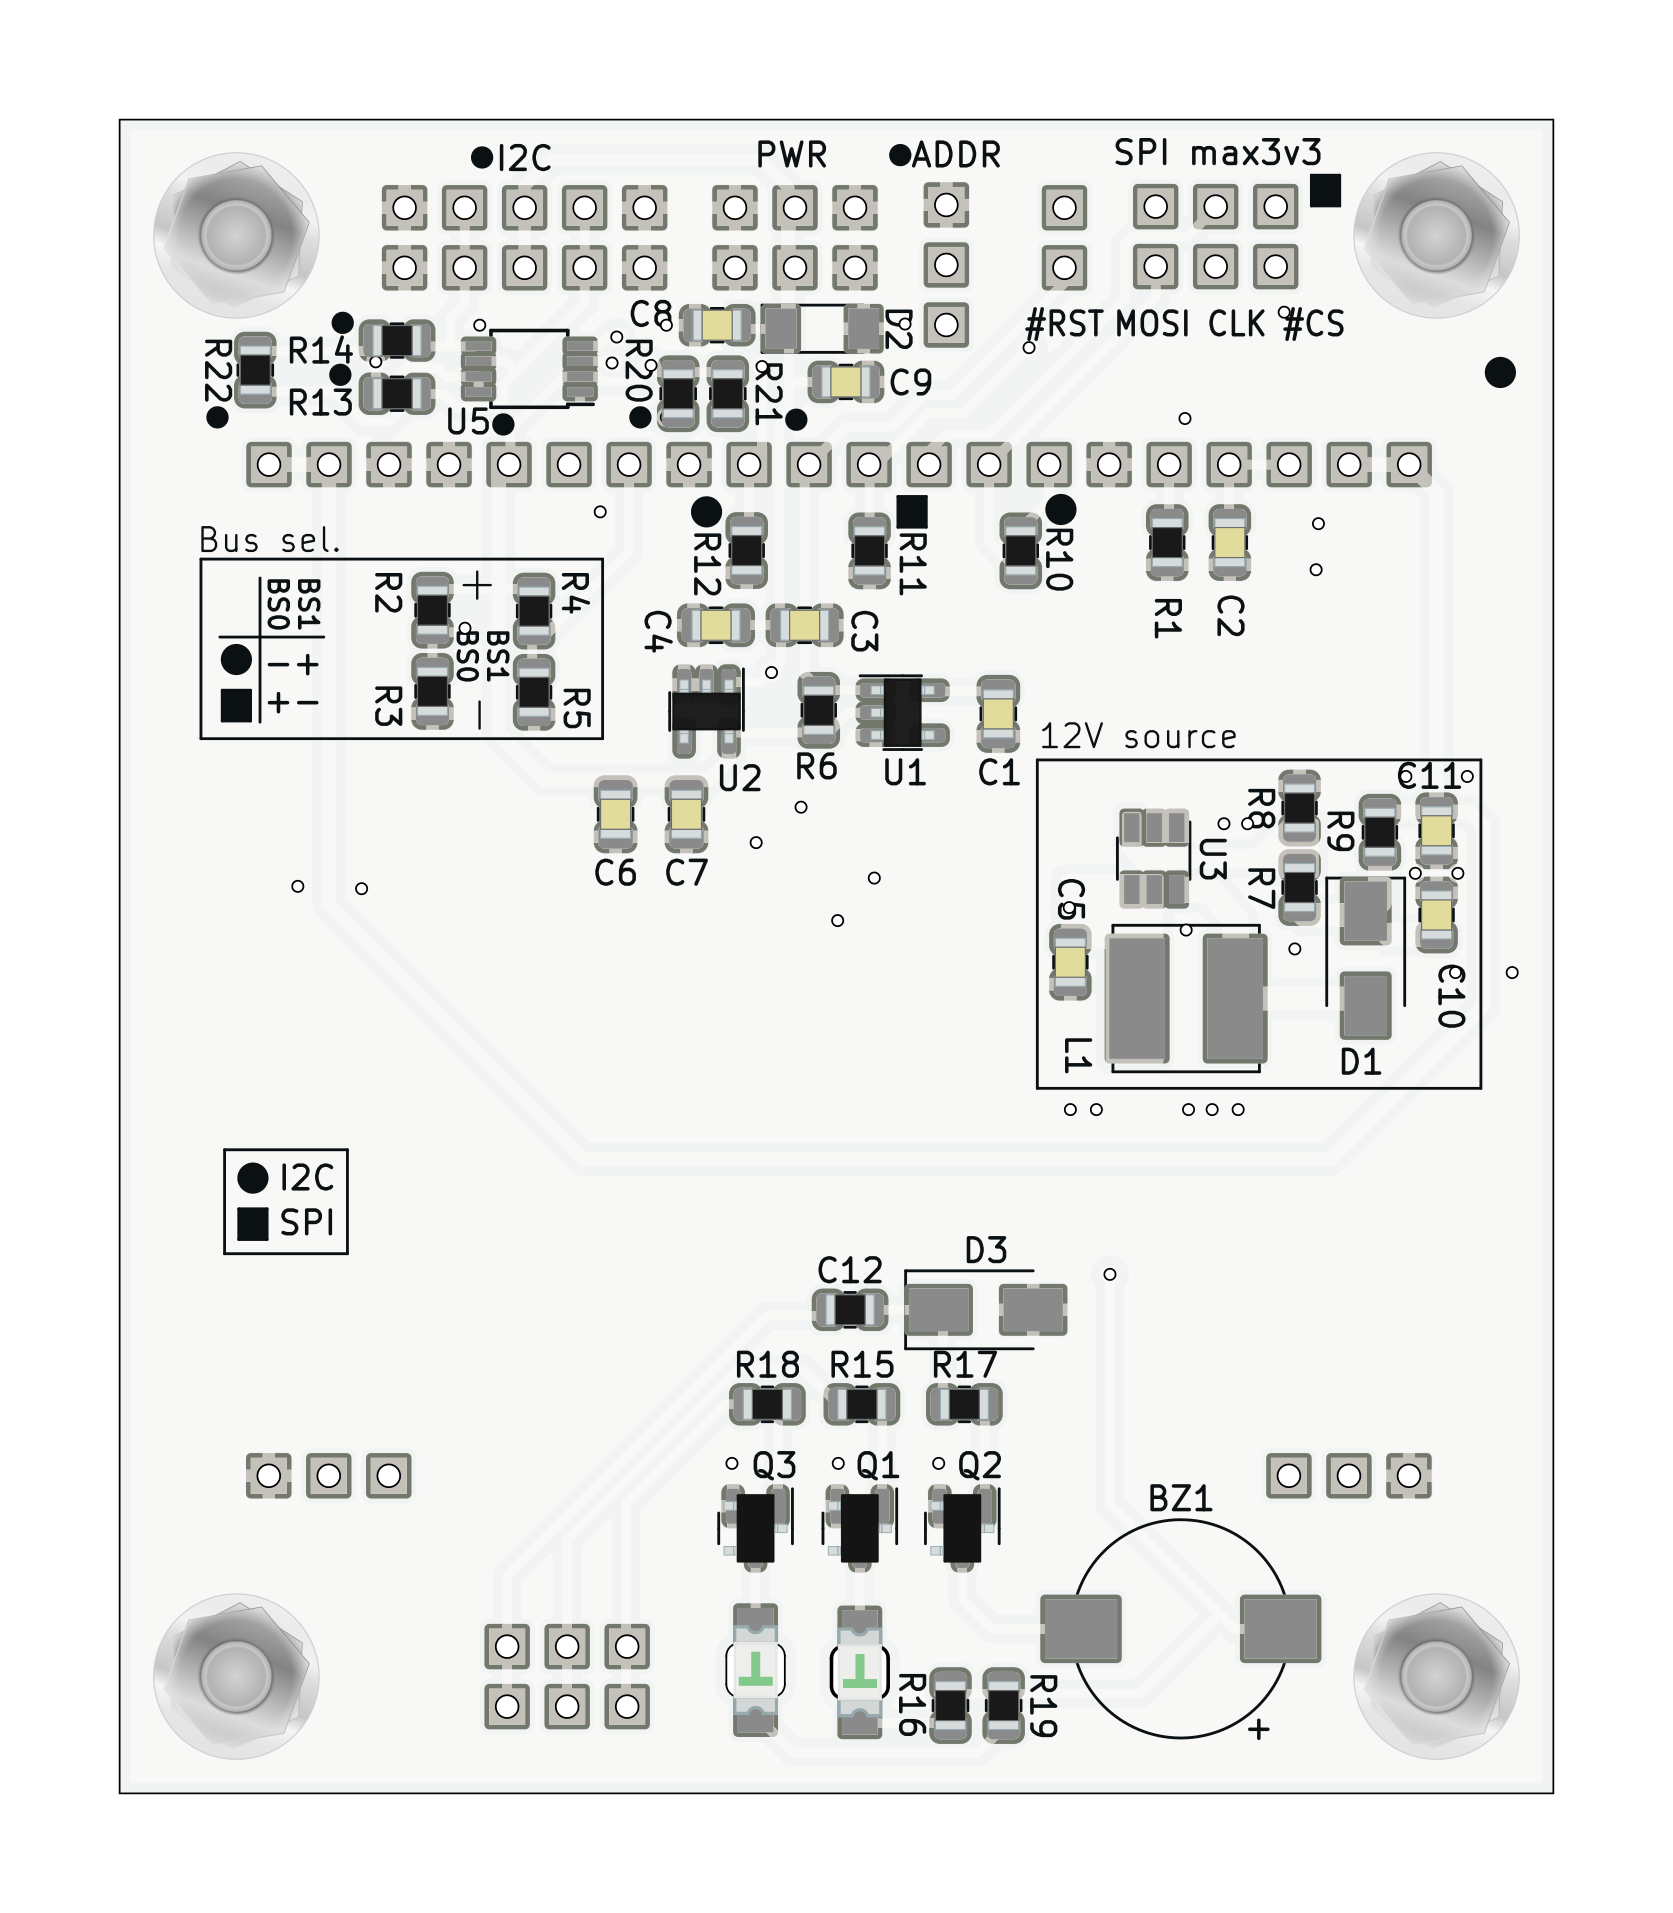 I2C
PWR
ADDR
SPI max3v3
C8
D2
#RST MOSI CLK #CS
R22
R14
R13
U5
R20
R21
C9
R12
R11
R10
R1
C2
Bus sel.
BS0
BS1
- +
+ -
R2
+
R4
BS0
BS1
R3
-
R5
C4
C3
U2
R6
U1
C1
C6
C7
12V source
C11
R8
R9
U3
R7
C5
C10
L1
D1
I2C
SPI
D3
C12
R18
R15
R17
Q3
Q1
Q2
BZ1
R16
R19
+